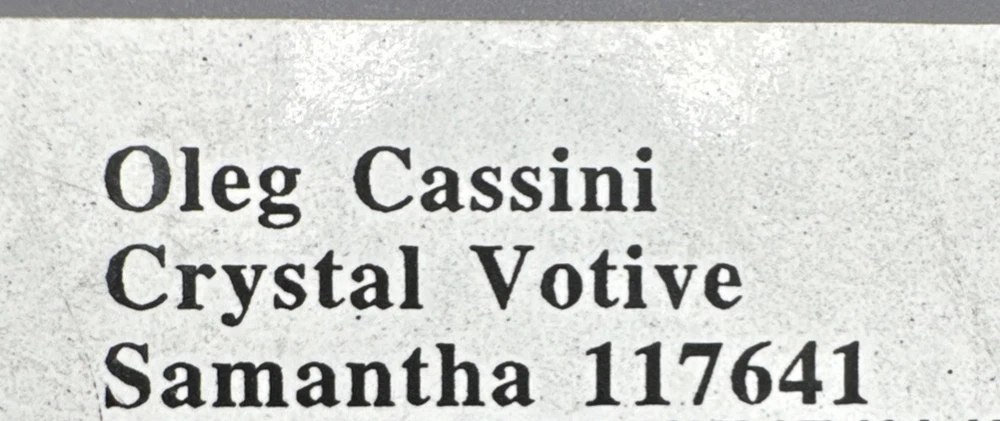 Oleg Cassini
Crystal Votive
Samantha 117641